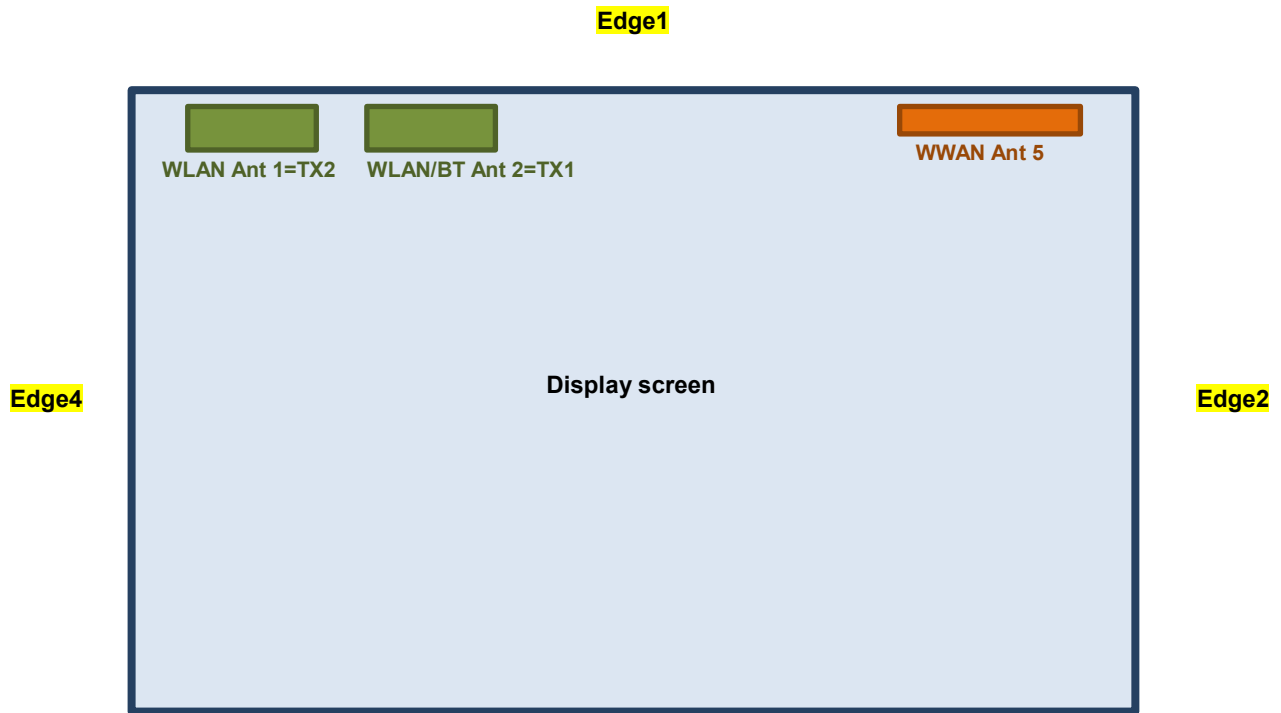 Edge1
WLAN Ant 1=TX2
WLAN/BT Ant 2=TX1
WWAN Ant 5
Display screen
Edge4
Edge2